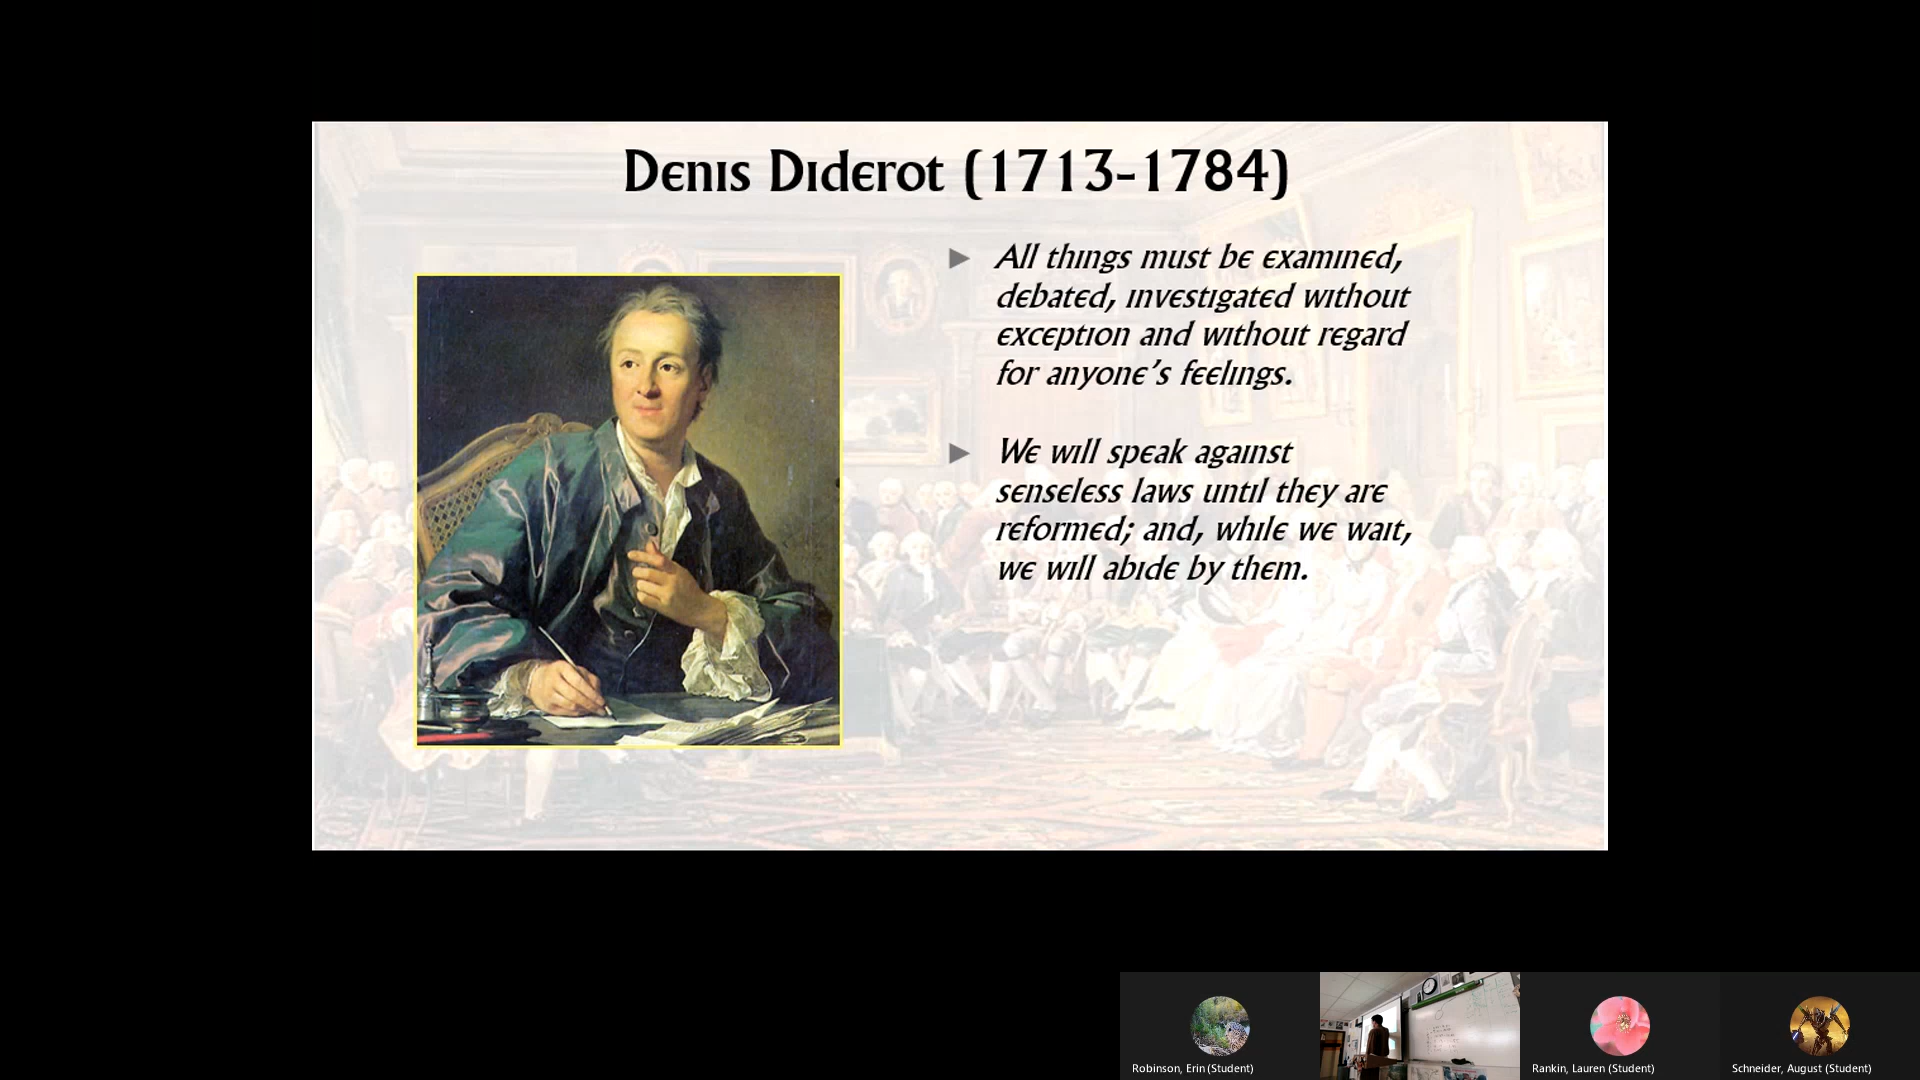 Denis Diderot (1713-1784)
All things must be examined,
debated, investigated without
exception and without regard
for anyone's feelings.
We will speak against
senseless laws until they are
reformed; and, while we wait,
we will abide by them.
Robinson, Erin (Student)
Rankin, Lauren (Student)
Schneider, August (Student)